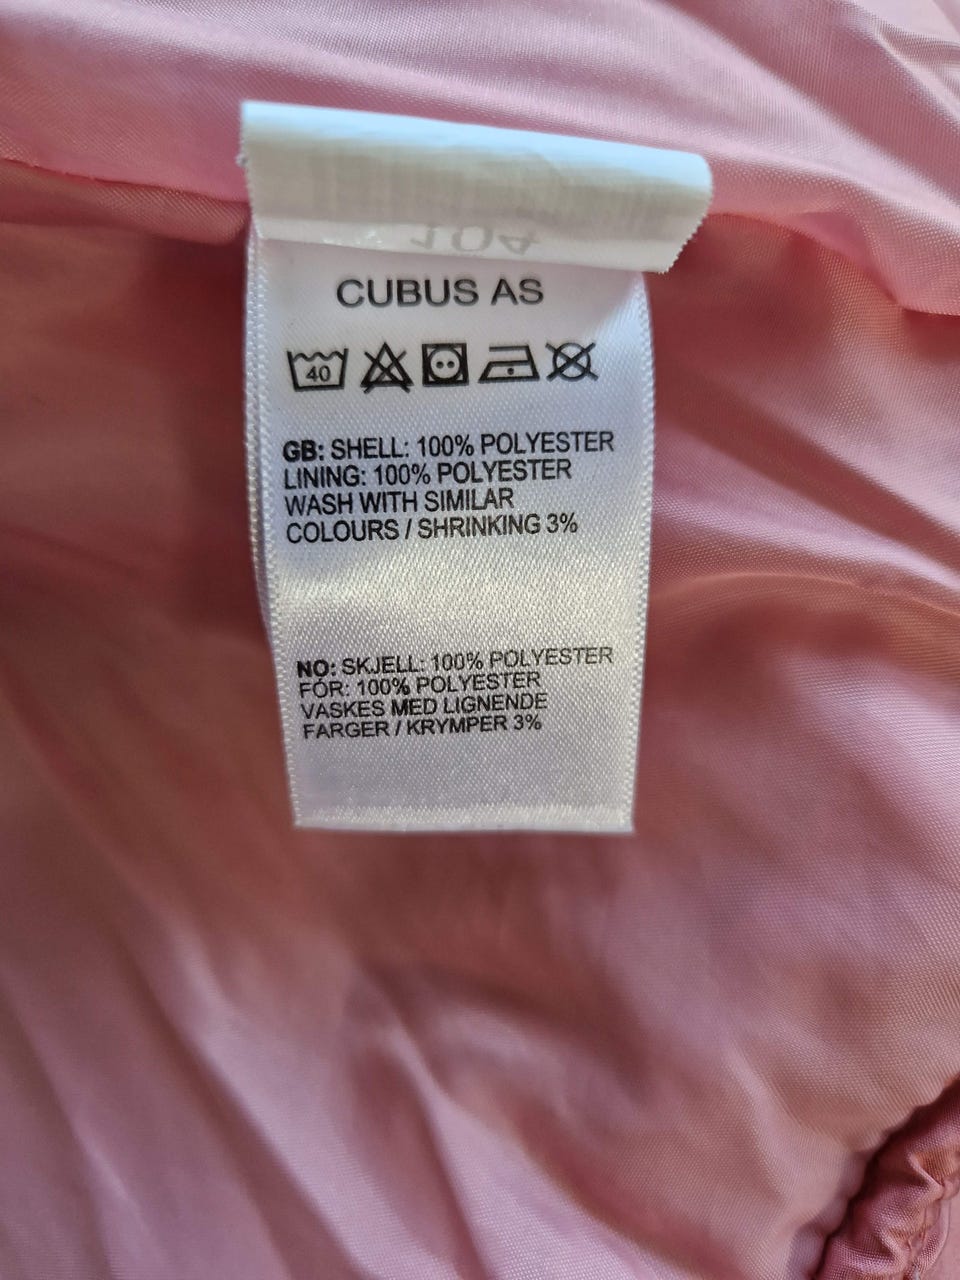 104
CUBUS AS
40
GB: SHELL: 100% POLYESTER
LINING: 100% POLYESTER
WASH WITH SIMILAR
COLOURS / SHRINKING 3%
NO: SKJELL: 100% POLYESTER
FÓR: 100% POLYESTER
VASKES MED LIGNENDE
FARGER / KRYMPER 3%